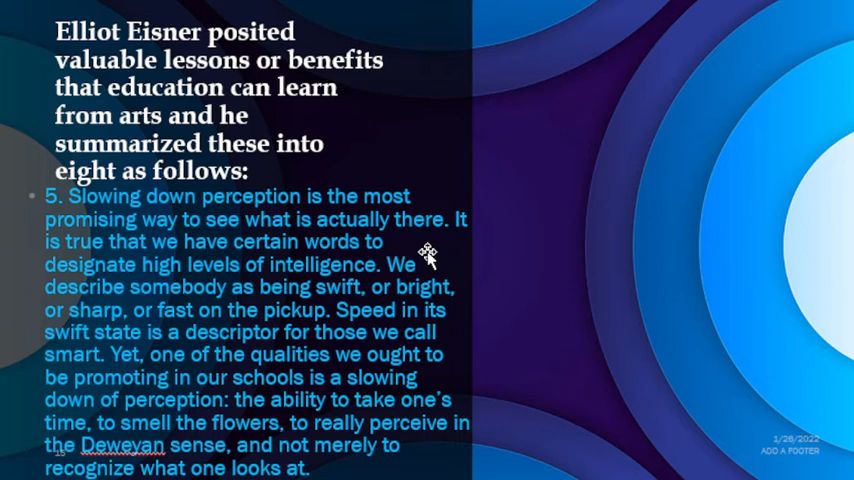 Elliot Eisner posited
valuable lessons or benefits
that education can learn
from arts and he
summarized these into
eight as follows:
• 5. Slowing down perception is the most
promising way to see what is actually there. It
is true that we have certain words to
designate high levels of intelligence. We
describe somebody as being swift, or bright,
or sharp, or fast on the pickup. Speed in its
swift state is a descriptor for those we call
smart. Yet, one of the qualities we ought to
be promoting in our schools is a slowing
down of perception: the ability to take one’s
time, to smell the flowers, to really perceive in
the Deweyan sense, and not merely to
recognize what one looks at.
15
1/26/2022
ADD A FOOTER